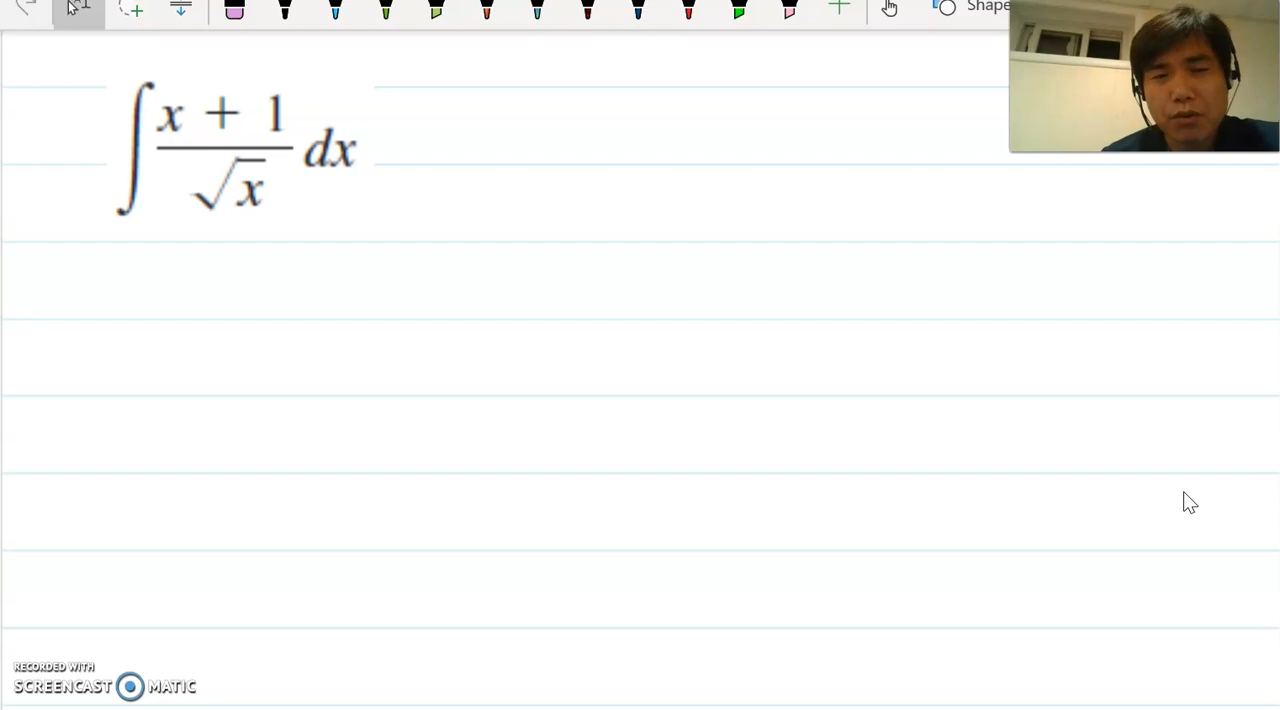 Shape
∫ x + 1 / √x dx
RECORDED WITH
SCREENCAST MATIC